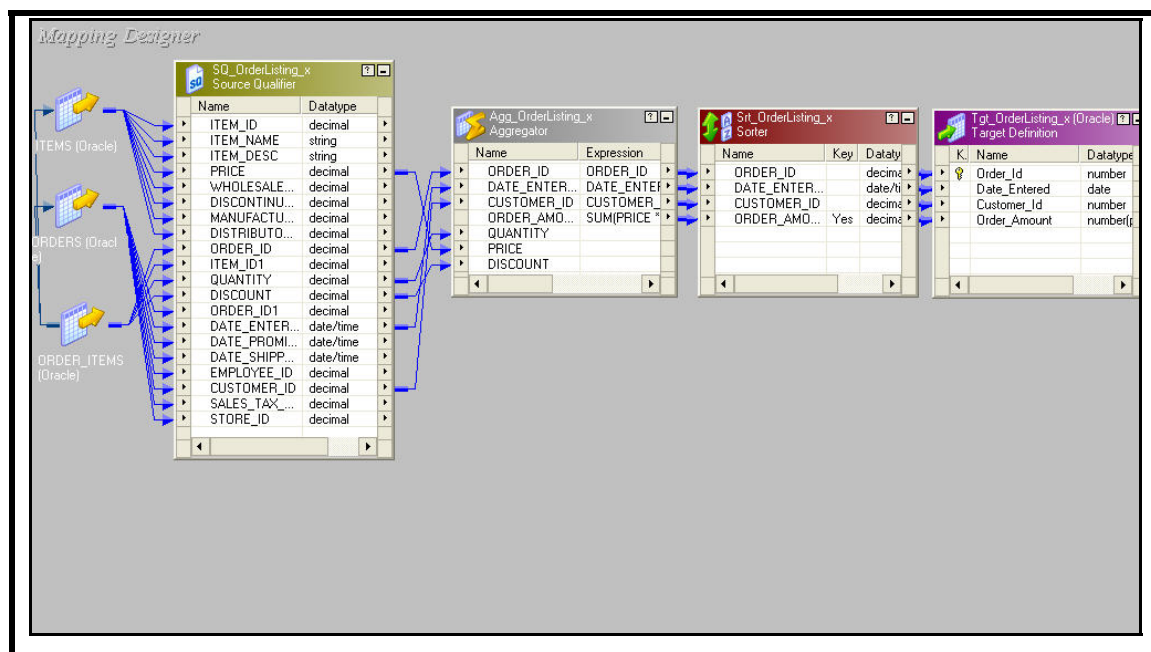 Mapping Designer
ITEMS (Oracle)
ORDERS (Oracl
e)
ORDER_ITEMS
(Oracle)
SQ_OrderListing_x
Source Qualifier
Name Datatype
ITEM_ID decimal
ITEM_NAME string
ITEM_DESC string
PRICE decimal
WHOLESALE... decimal
DISCONTINU... decimal
MANUFACTU... decimal
DISTRIBUTO... decimal
ORDER_ID decimal
ITEM_ID1 decimal
QUANTITY decimal
DISCOUNT decimal
ORDER_ID1 decimal
DATE_ENTER... date/time
DATE_PROMI... date/time
DATE_SHIPP... date/time
EMPLOYEE_ID decimal
CUSTOMER_ID decimal
SALES_TAX_... decimal
STORE_ID decimal
Agg_OrderListing_x
Aggregator
Name Expression
ORDER_ID ORDER_ID
DATE_ENTER... DATE_ENTER
CUSTOMER_ID CUSTOMER_
ORDER_AMO... SUM(PRICE *
QUANTITY
PRICE
DISCOUNT
Srt_OrderListing_x
Sorter
Name Key Dataty
ORDER_ID decima
DATE_ENTER... date/ti
CUSTOMER_ID decima
ORDER_AMO... Yes decima
Tgt_OrderListing_x (Oracle)
Target Definition
K. Name Datatype
Order_Id number
Date_Entered date
Customer_Id number
Order_Amount number(p